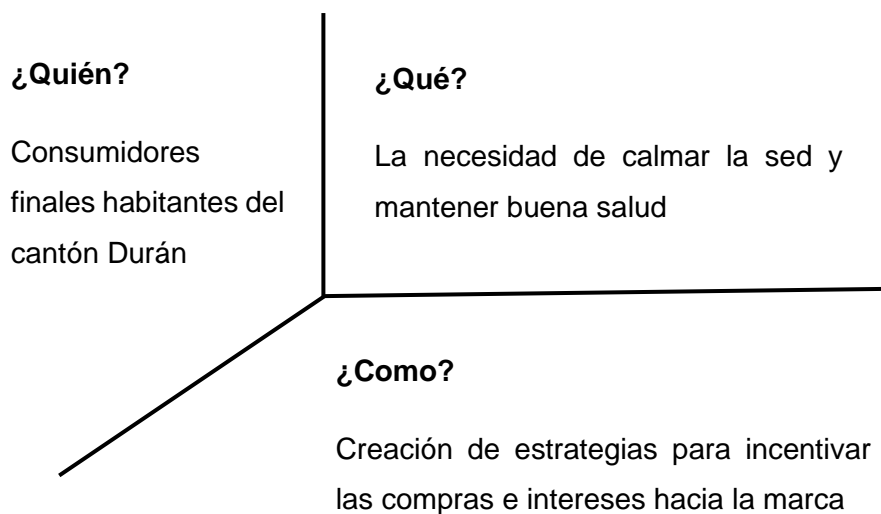 ¿Quién?
Consumidores
finales habitantes del
cantón Durán
¿Qué?
La necesidad de calmar la sed y
mantener buena salud
¿Como?
Creación de estrategias para incentivar
las compras e intereses hacia la marca